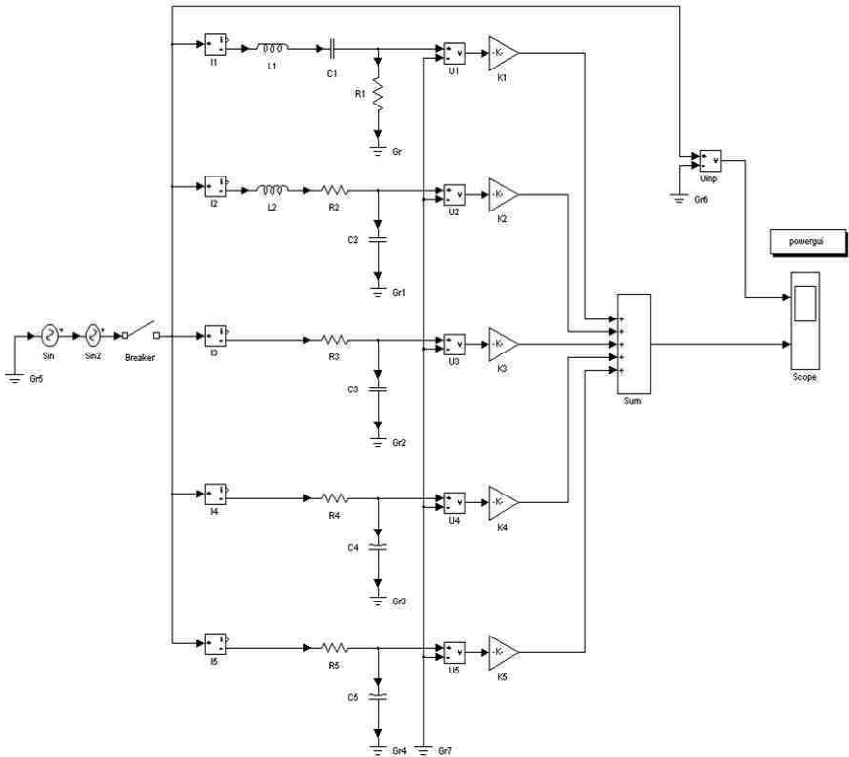 I1
L1
C1
R1
Gr
U1
-K-
K1
I2
L2
R2
C2
Gr1
U2
-K-
K2
Uinp
Gr6
powergui
Sin
Sin2
Breaker
Gr5
R3
C3
Gr2
U3
-K-
K3
Sum
Scope
I4
R4
C4
Gr3
U4
-K-
K4
I5
R5
C5
Gr4
U5
-K-
K5
Gr7